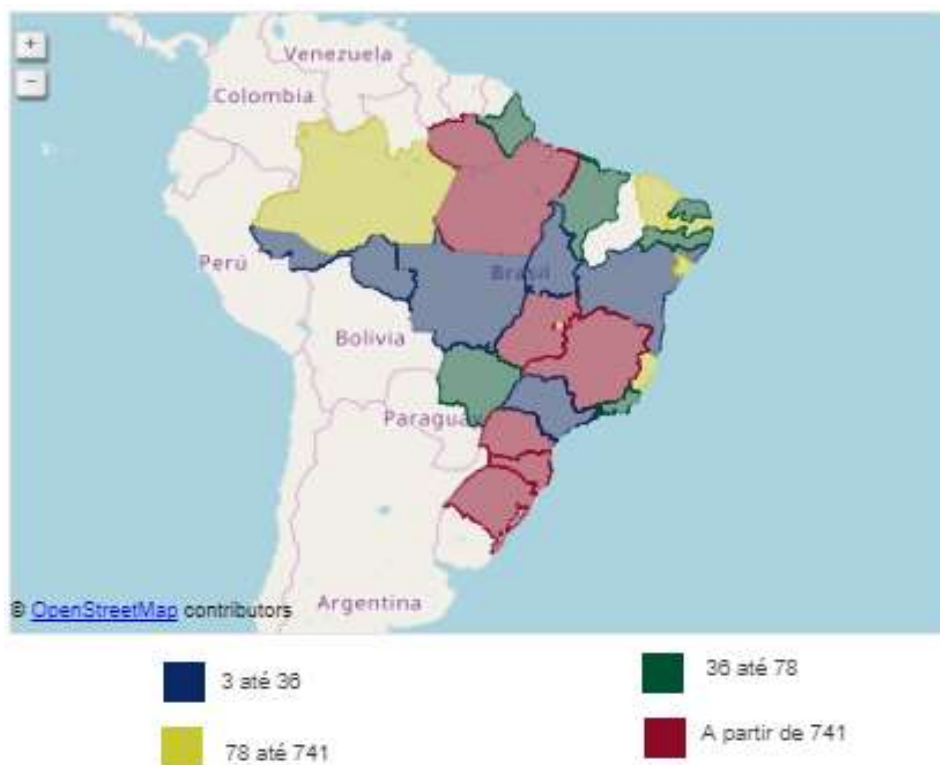 +
Venezuela
−
Colombia
Perú
Brasil
Bolivia
Paraguay
Argentina
© OpenStreetMap contributors
3 até 36
36 até 78
78 até 741
A partir de 741